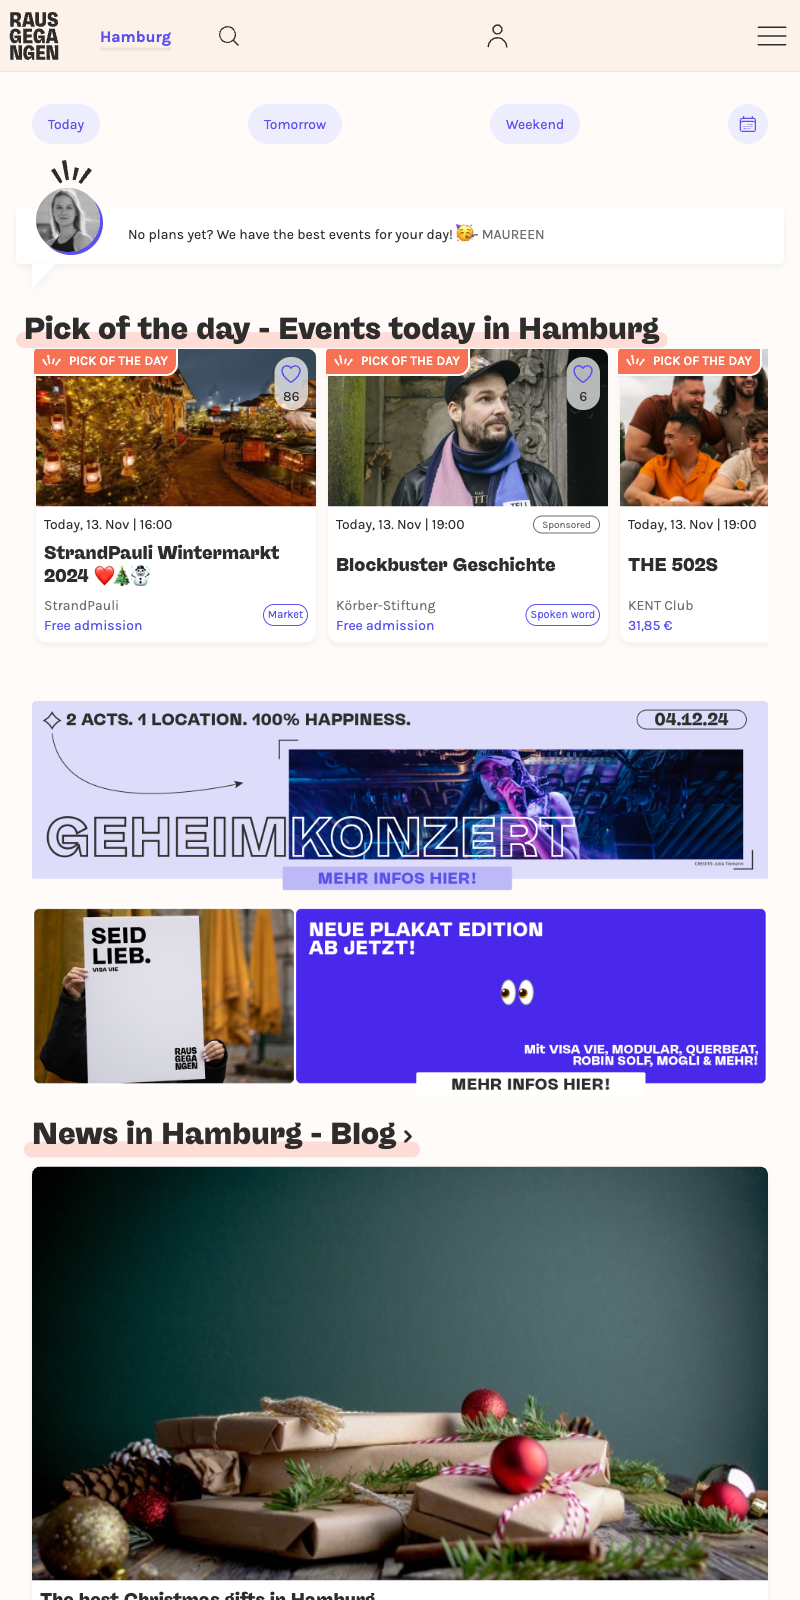 RAUS
GEGA
NGEN
Hamburg
Today
Tomorrow
Weekend
No plans yet? We have the best events for your day! 🥳- MAUREEN
Pick of the day - Events today in Hamburg
PICK OF THE DAY
86
Today, 13. Nov | 16:00
StrandPauli Wintermarkt
2024 ❤️🎄☃️
StrandPauli
Free admission
Market
PICK OF THE DAY
6
Today, 13. Nov | 19:00
Sponsored
Blockbuster Geschichte
Körber-Stiftung
Free admission
Spoken word
PICK OF THE DAY
Today, 13. Nov | 19:00
THE 502S
KENT Club
31,85 €
2 ACTS. 1 LOCATION. 100% HAPPINESS.
04.12.24
GEHEIMKONZERT
MEHR INFOS HIER!
SEID
LIEB.
VISA VIE
RAUS
GEGA
NGEN
NEUE PLAKAT EDITION
AB JETZT!
👀
Mit VISA VIE, MODULAR, QUERBEAT,
ROBIN SOLF, MOGLI & MEHR!
MEHR INFOS HIER!
News in Hamburg - Blog ›
The best Christmas gifts in Hamburg